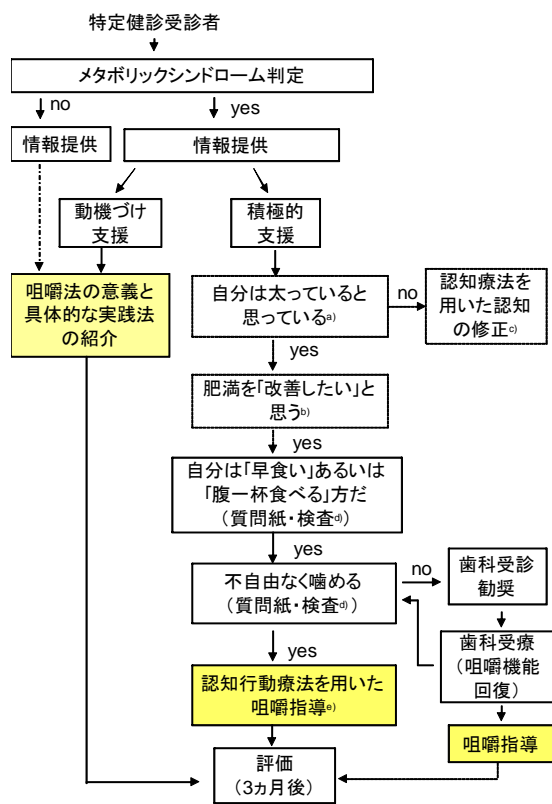 特定健診受診者
メタボリックシンドローム判定
no
yes
情報提供
情報提供
動機づけ
支援
積極的
支援
咀嚼法の意義と
具体的な実践法
の紹介
自分は太っていると
思っているa)
no
認知療法を
用いた認知
の修正c)
yes
肥満を「改善したい」と
思うb)
yes
自分は「早食い」あるいは
「腹一杯食べる」方だ
（質問紙・検査d)）
yes
不自由なく噛める
（質問紙・検査d)）
no
歯科受診
勧奨
歯科受療
（咀嚼機能
回復）
yes
認知行動療法を用いた
咀嚼指導e)
咀嚼指導
評価
（3ヵ月後）